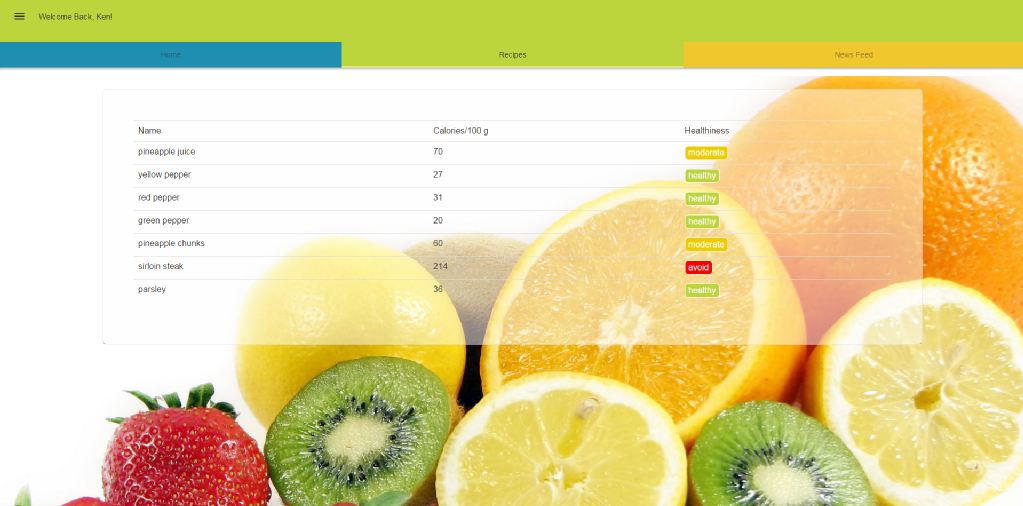 Welcome Back, Ken!
Home Recipes News Feed
Name Calories/100 g Healthiness
pineapple juice 70 moderate
yellow pepper 27 healthy
red pepper 31 healthy
green pepper 20 healthy
pineapple chunks 60 moderate
sirloin steak 214 avoid
parsley 36 healthy